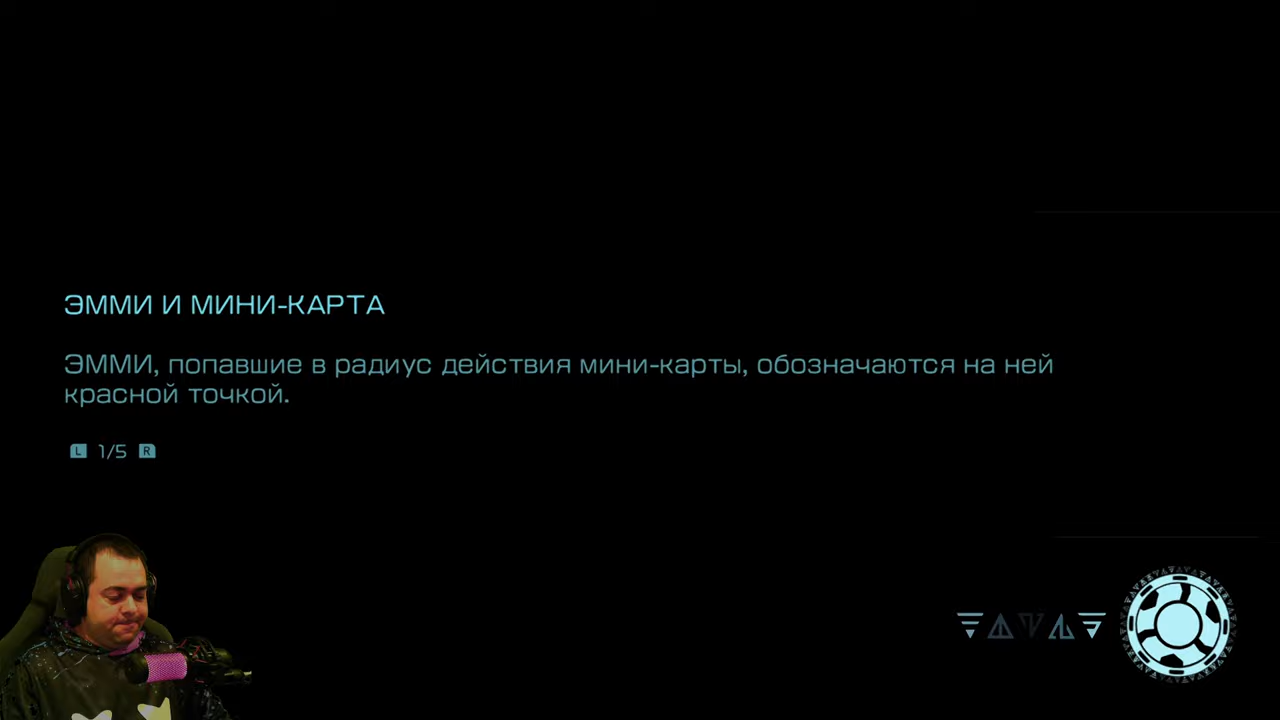 ЭММИ И МИНИ-КАРТА
ЭММИ, попавшие в радиус действия мини-карты, обозначаются на ней
красной точкой.
L 1/5 R